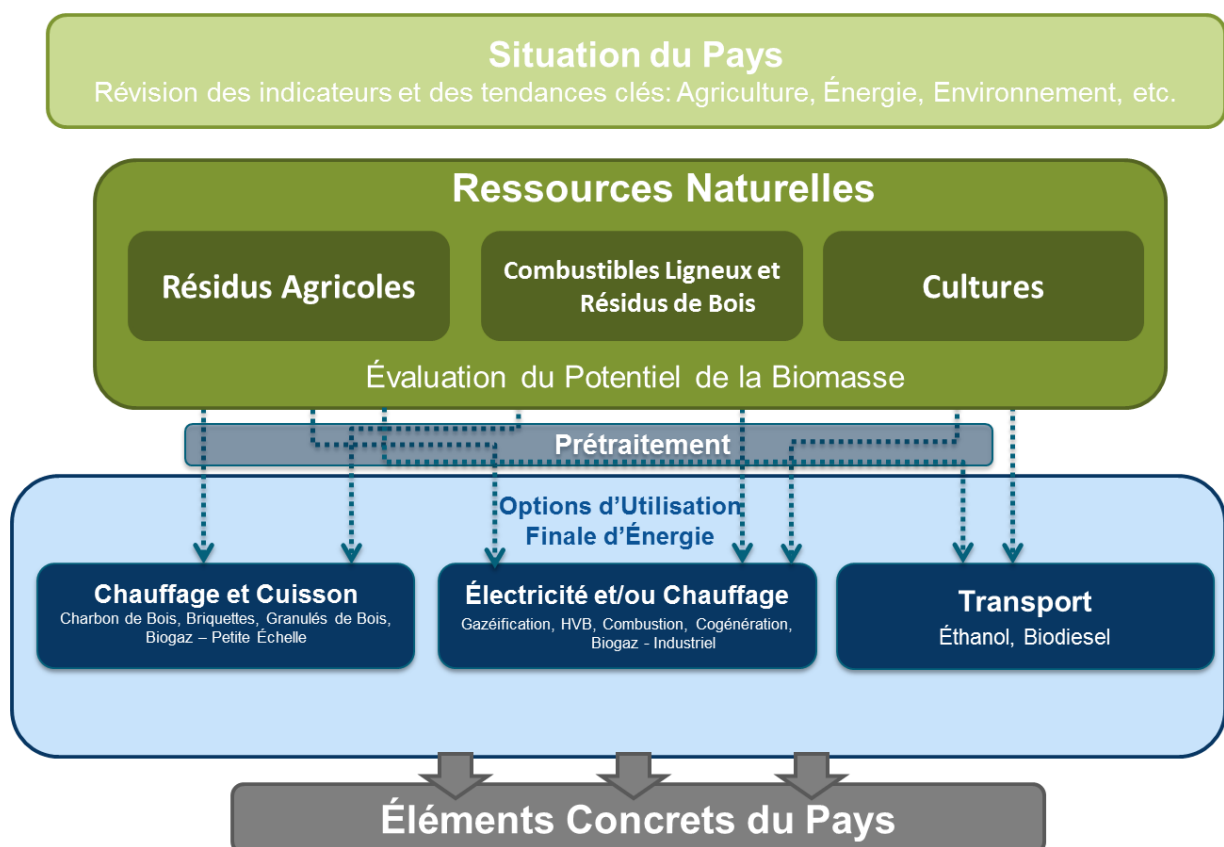 Situation du Pays
Révision des indicateurs et des tendances clés: Agriculture, Énergie, Environnement, etc.
Ressources Naturelles
Résidus Agricoles
Combustibles Ligneux et
Résidus de Bois
Cultures
Évaluation du Potentiel de la Biomasse
Prétraitement
Options d’Utilisation
Finale d’Énergie
Chauffage et Cuisson
Charbon de Bois, Briquettes, Granulés de Bois,
Biogaz – Petite Échelle
Électricité et/ou Chauffage
Gazéification, HVB, Combustion, Cogénération,
Biogaz - Industriel
Transport
Éthanol, Biodiesel
Éléments Concrets du Pays